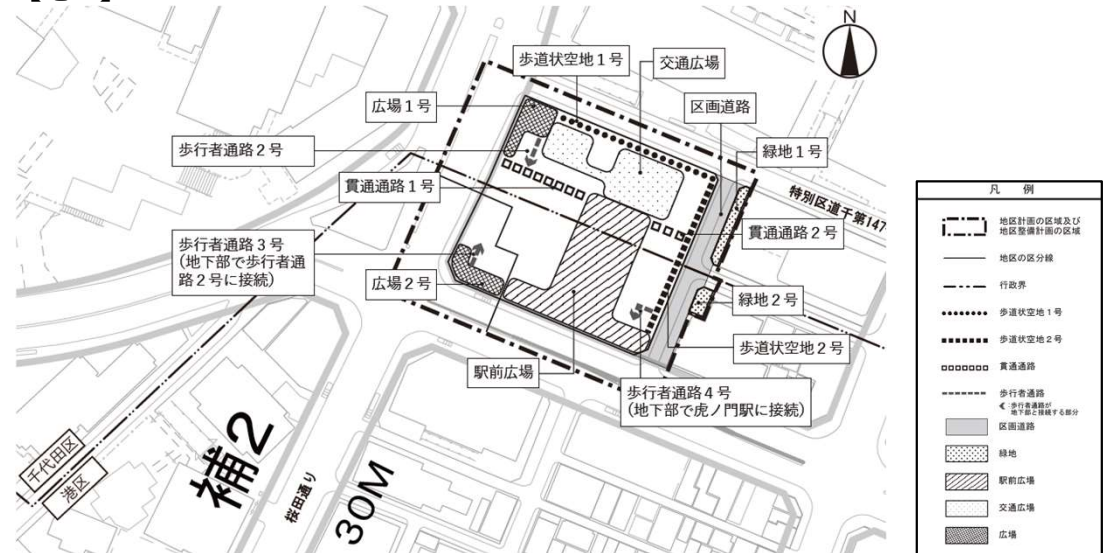 N
歩道状空地1号
交通広場
広場1号
区画道路
緑地1号
歩行者通路2号
貫通通路1号
特別区道千第147
貫通通路2号
歩行者通路3号
(地下部で歩行者通
路2号に接続)
広場2号
緑地2号
歩道状空地2号
駅前広場
歩行者通路4号
(地下部で虎ノ門駅に接続)
千代田区
港区
補2
桜田通り
30M
凡 例
地区計画の区域及び
地区整備計画の区域
地区の区分線
行政界
歩道状空地1号
歩道状空地2号
貫通通路
歩行者通路
:歩行者通路が
地下部と接続する部分
区画道路
緑地
駅前広場
交通広場
広場